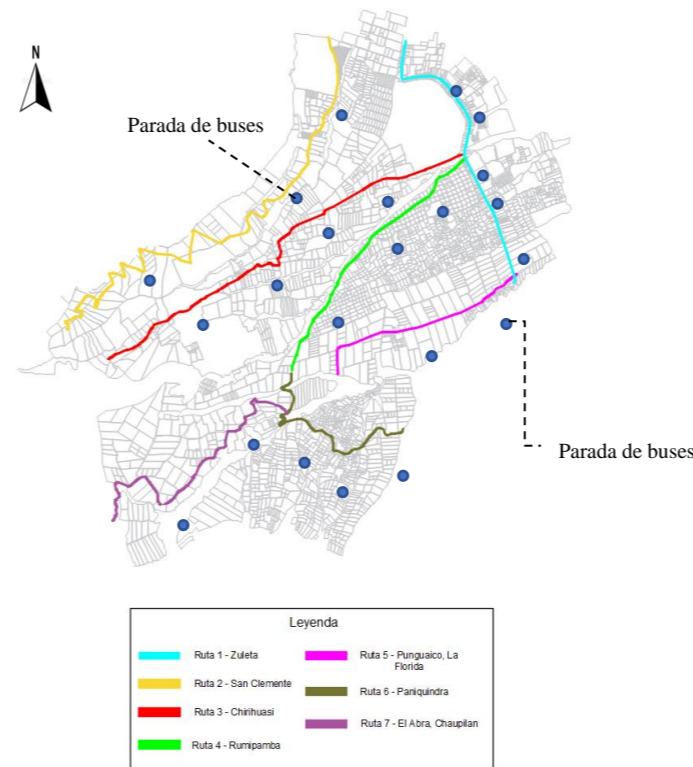 N
Parada de buses
Parada de buses
Leyenda
Ruta 1 - Zuleta
Ruta 2 - San Clemente
Ruta 3 - Chirihuasi
Ruta 4 - Rumipamba
Ruta 5 - Punguaico, La
Florida
Ruta 6 - Paniquindra
Ruta 7 - El Abra, Chaupilan